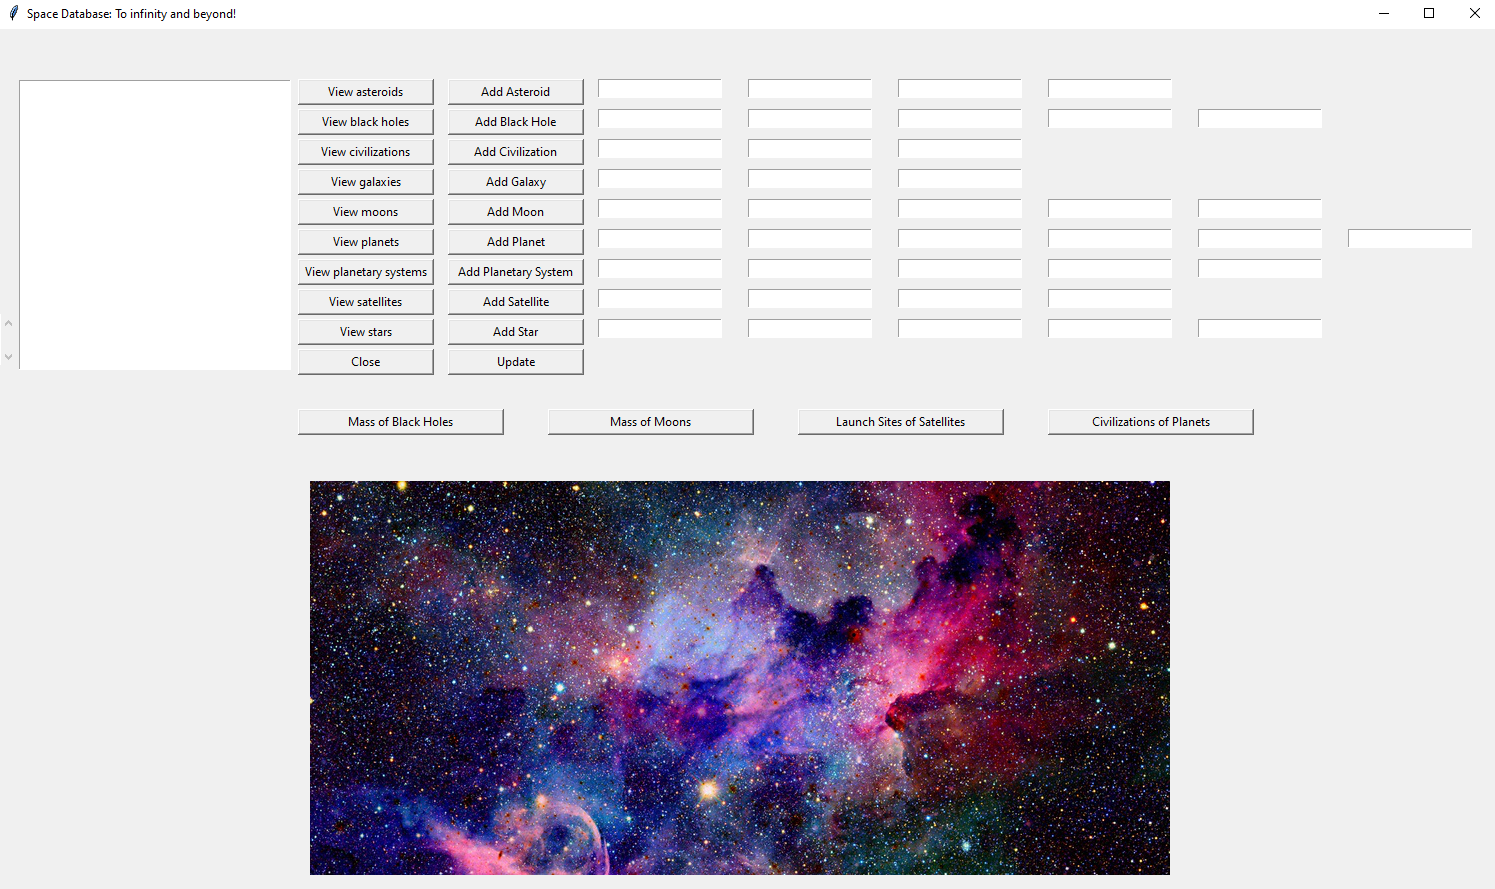 Space Database: To infinity and beyond!
View asteroids Add Asteroid
View black holes Add Black Hole
View civilizations Add Civilization
View galaxies Add Galaxy
View moons Add Moon
View planets Add Planet
View planetary systems Add Planetary System
View satellites Add Satellite
View stars Add Star
Close Update
Mass of Black Holes Mass of Moons Launch Sites of Satellites Civilizations of Planets